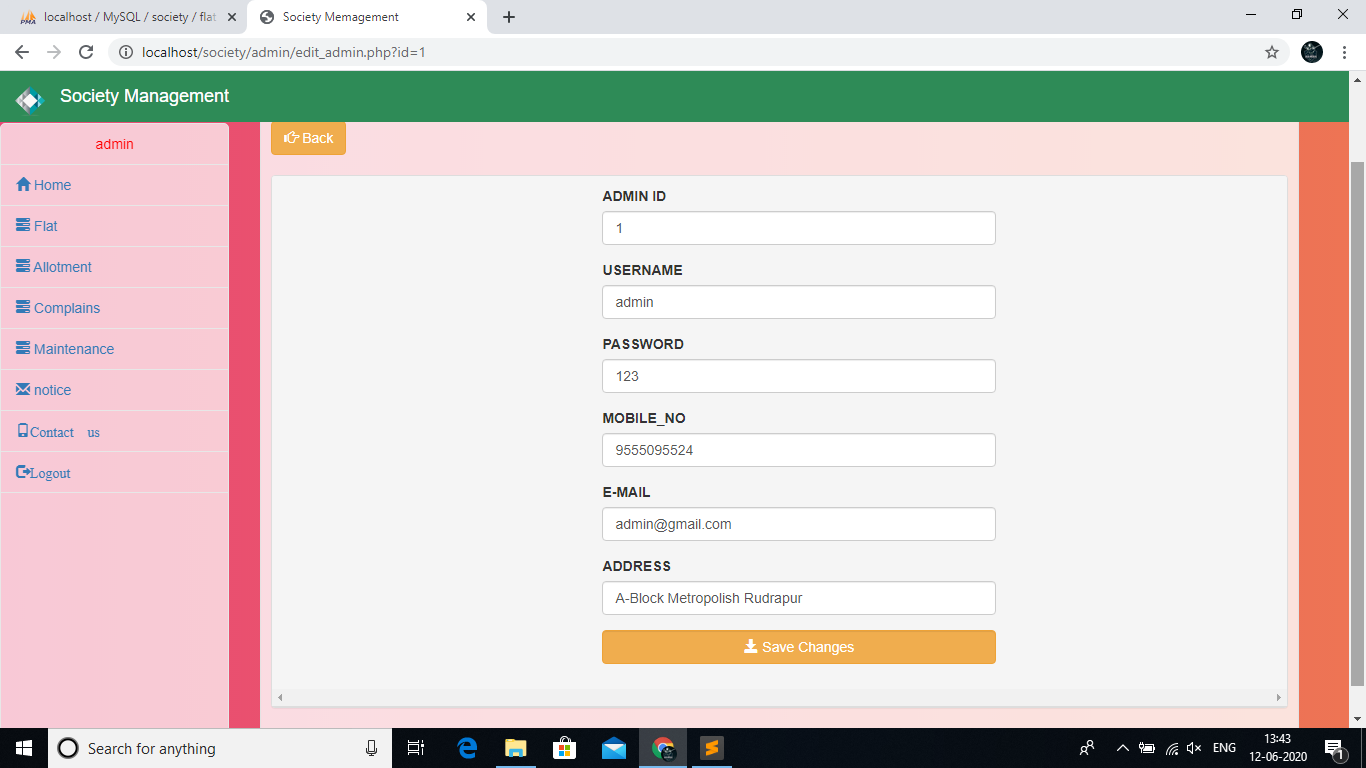 localhost / MySQL / society / flat
Society Memagement
localhost/society/admin/edit_admin.php?id=1
Society Management
admin
Home
Flat
Allotment
Complains
Maintenance
notice
Contact us
Logout
Back
ADMIN ID
1
USERNAME
admin
PASSWORD
123
MOBILE_NO
9555095524
E-MAIL
admin@gmail.com
ADDRESS
A-Block Metropolish Rudrapur
Save Changes
Search for anything
ENG
13:43
12-06-2020
1